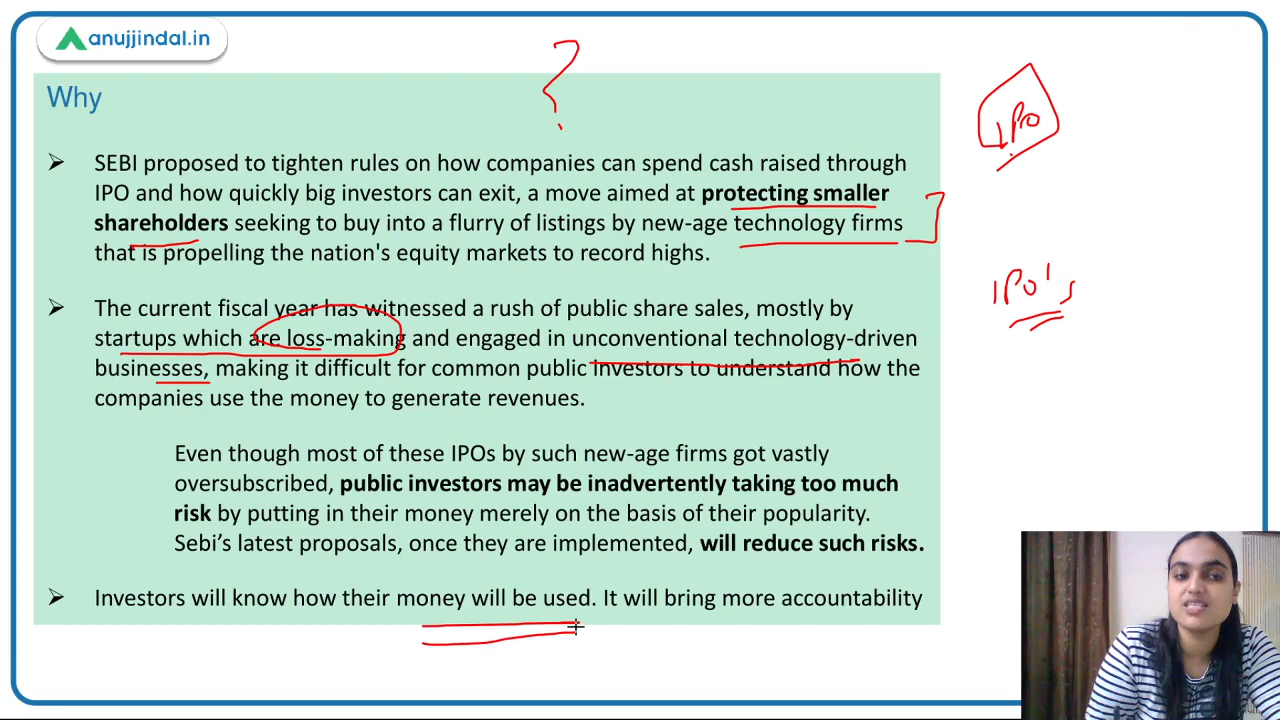 anujjindal.in
?
Why
IPO
➢ SEBI proposed to tighten rules on how companies can spend cash raised through
IPO and how quickly big investors can exit, a move aimed at protecting smaller
shareholders seeking to buy into a flurry of listings by new-age technology firms
that is propelling the nation's equity markets to record highs.
IPO's
➢ The current fiscal year has witnessed a rush of public share sales, mostly by
startups which are loss-making and engaged in unconventional technology-driven
businesses, making it difficult for common public investors to understand how the
companies use the money to generate revenues.
Even though most of these IPOs by such new-age firms got vastly
oversubscribed, public investors may be inadvertently taking too much
risk by putting in their money merely on the basis of their popularity.
Sebi’s latest proposals, once they are implemented, will reduce such risks.
➢ Investors will know how their money will be used. It will bring more accountability